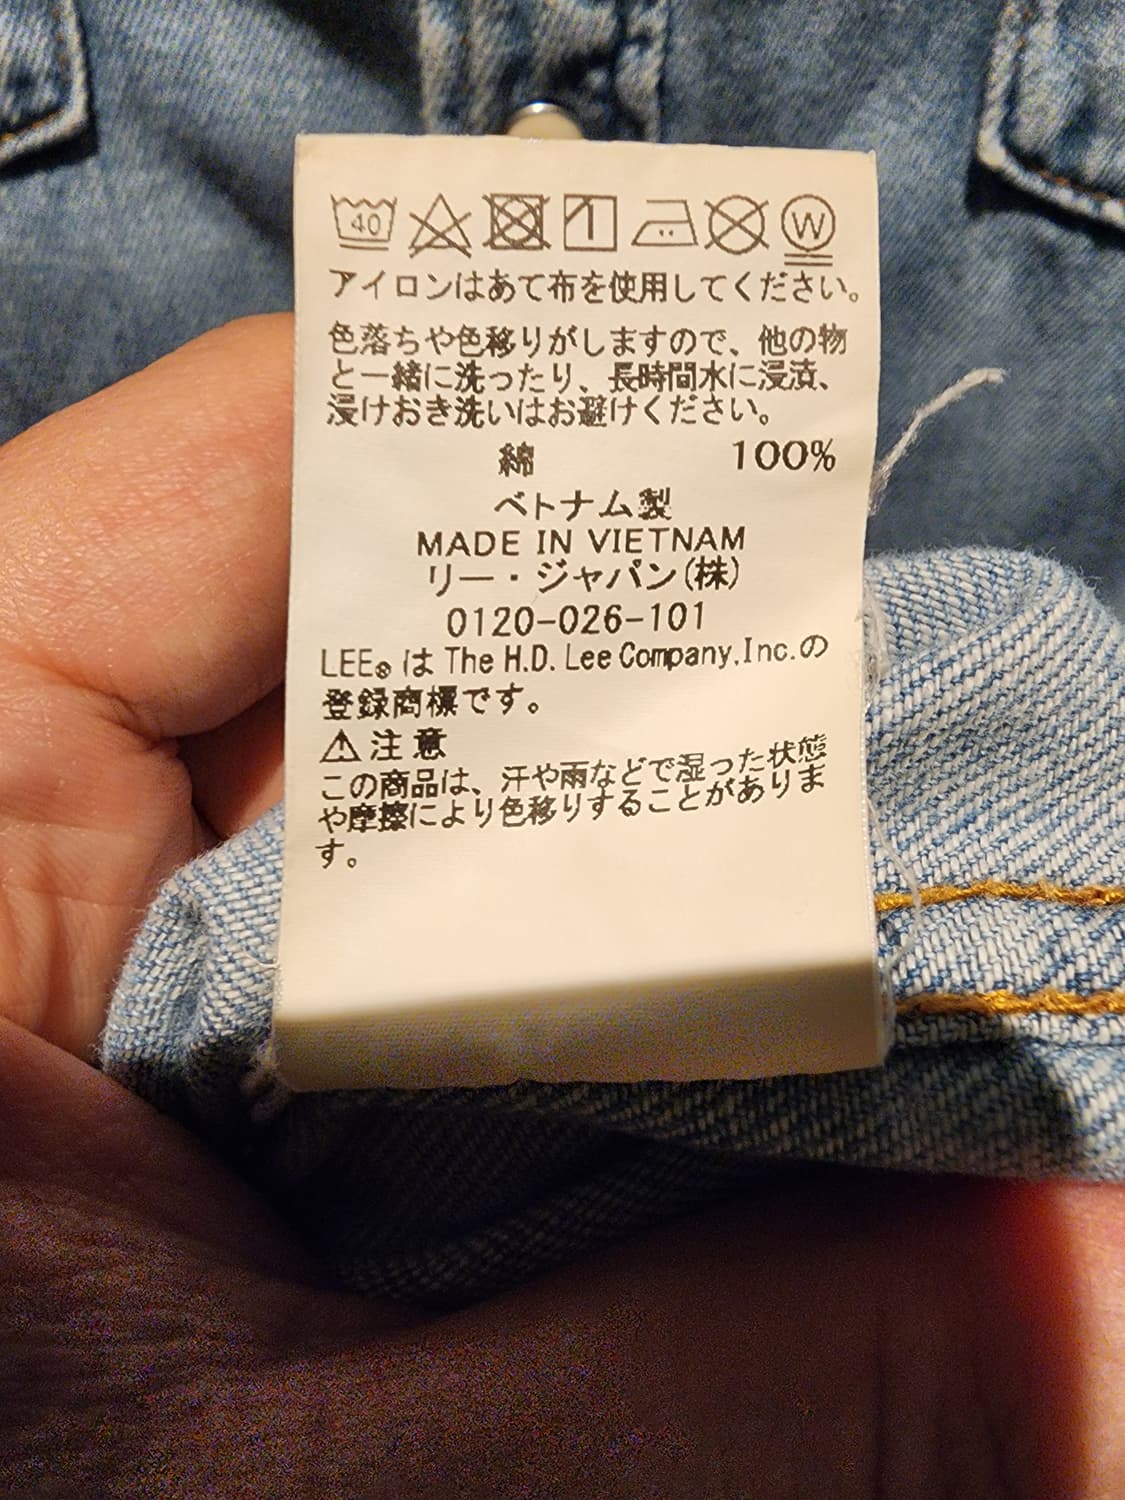 40 W
アイロンはあて布を使用してください。
色落ちや色移りがしますので、他の物
と一緒に洗ったり、長時間水に浸漬、
浸けおき洗いはお避けください。
綿 100%
ベトナム製
MADE IN VIETNAM
リー・ジャパン(株)
0120-026-101
LEE®は The H.D. Lee Company,Inc.の
登録商標です。
⚠注意
この商品は、汗や雨などで湿った状態
や摩擦により色移りすることがありま
す。